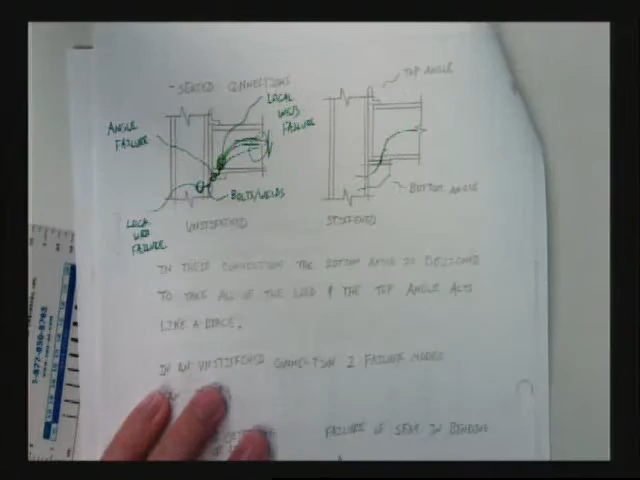 - SEATED CONNECTIONS
TOP ANGLE
LOCAL
WEB
FAILURE
ANGLE
FAILURE
BOLTS/WELDS
BOTTOM ANGLE
LOCAL
WEB
FAILURE
UNSTIFFENED
STIFFENED
IN THESE CONNECTION THE BOTTOM ANGLE IS DESIGNED
TO TAKE ALL OF THE LOAD & THE TOP ANGLE ACTS
LIKE A BRACE.
IN AN UNSTIFFENED CONNECTION 2 FAILURE MODES
FAILURE OF SEAT IN BENDING